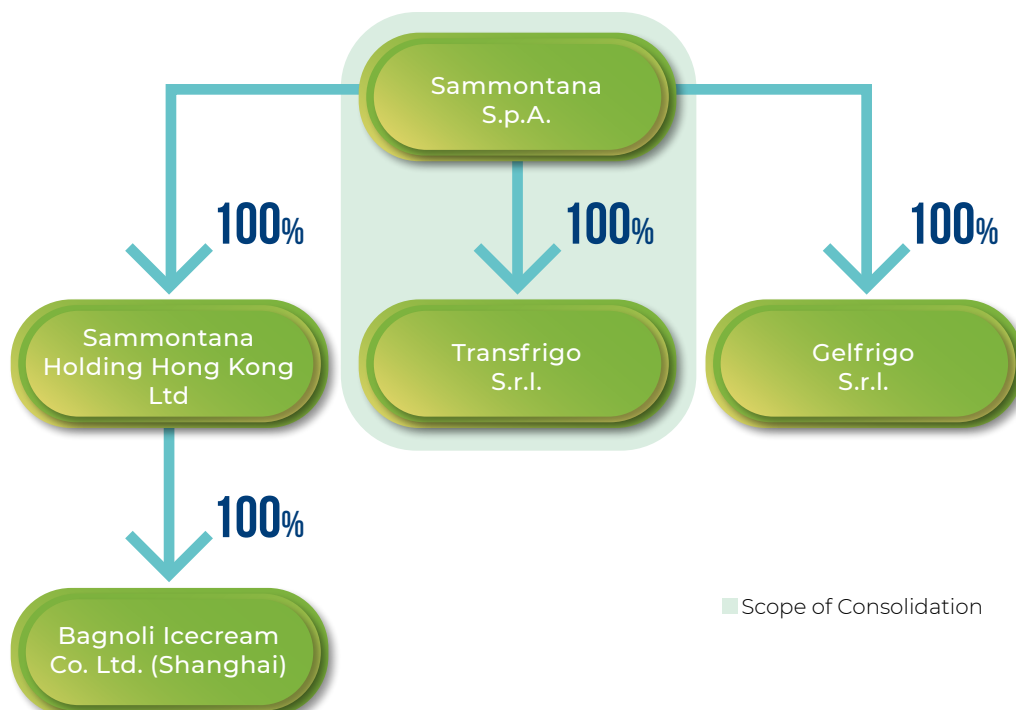 Sammontana
S.p.A.
100%
100%
100%
Sammontana
Holding Hong Kong
Ltd
Transfrigo
S.r.l.
Gelfrigo
S.r.l.
100%
Scope of Consolidation
Bagnoli Icecream
Co. Ltd. (Shanghai)